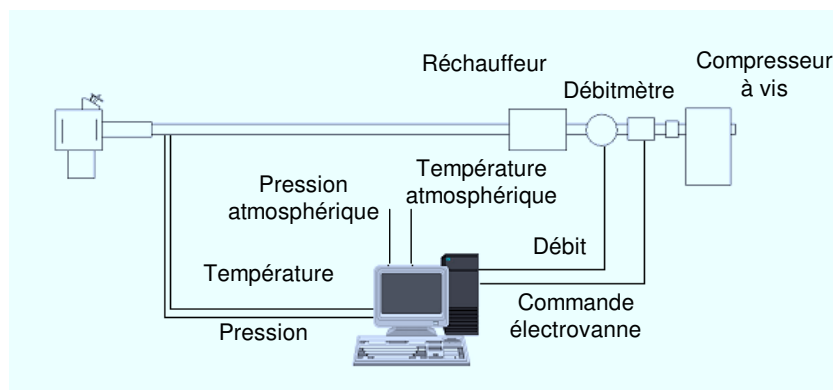 Réchauffeur
Débitmètre
Compresseur
à vis
Pression
atmosphérique
Température
atmosphérique
Température
Pression
Débit
Commande
électrovanne